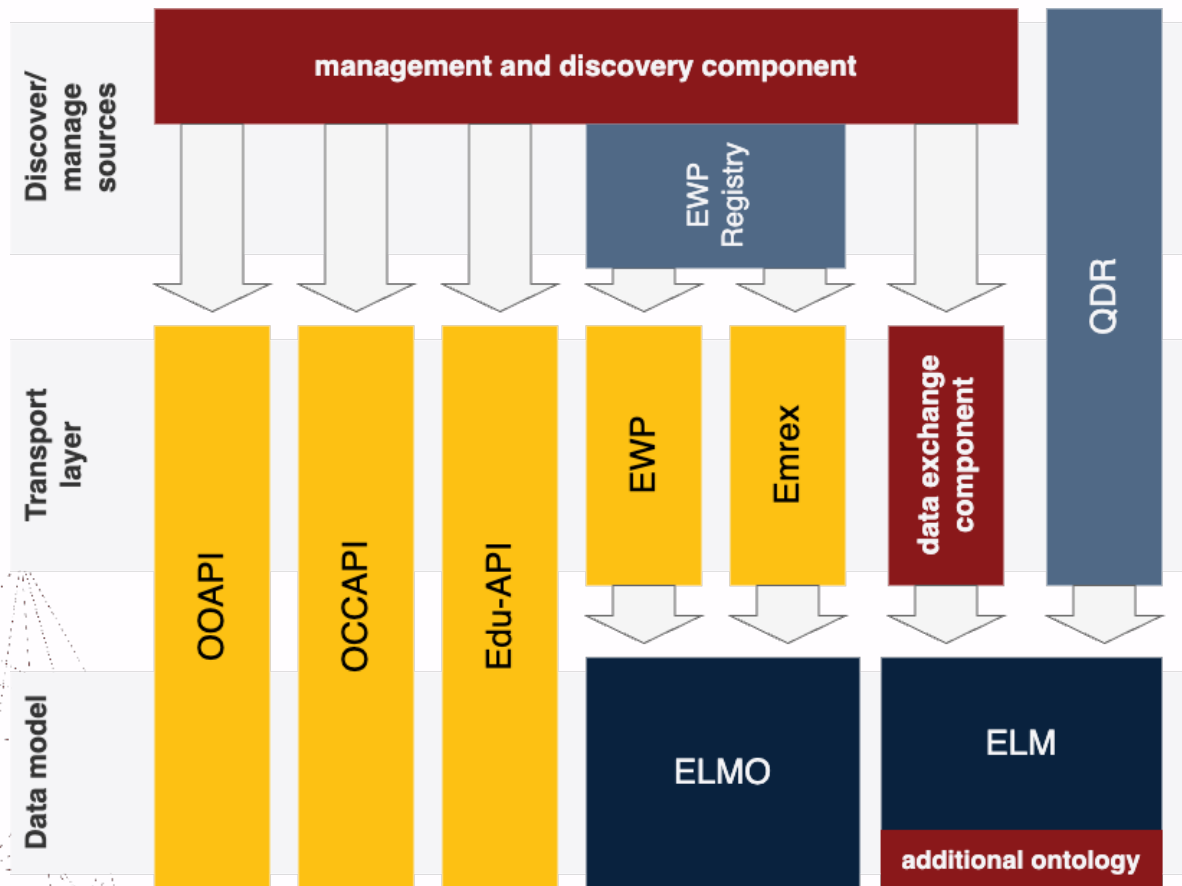 Discover/
manage
sources
management and discovery component
EWP
Registry
QDR
Transport
layer
OOAPI
OCCAPI
Edu-API
EWP
Emrex
data exchange
component
Data model
ELMO
ELM
additional ontology